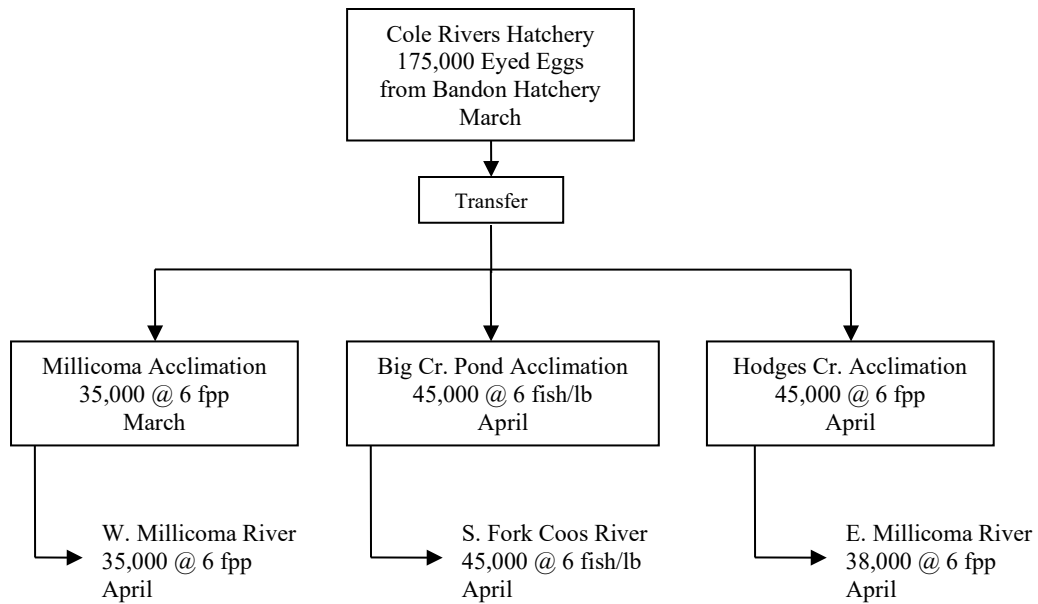 Cole Rivers Hatchery
175,000 Eyed Eggs
from Bandon Hatchery
March
Transfer
Millicoma Acclimation
35,000 @ 6 fpp
March
Big Cr. Pond Acclimation
45,000 @ 6 fish/lb
April
Hodges Cr. Acclimation
45,000 @ 6 fpp
April
W. Millicoma River
35,000 @ 6 fpp
April
S. Fork Coos River
45,000 @ 6 fish/lb
April
E. Millicoma River
38,000 @ 6 fpp
April